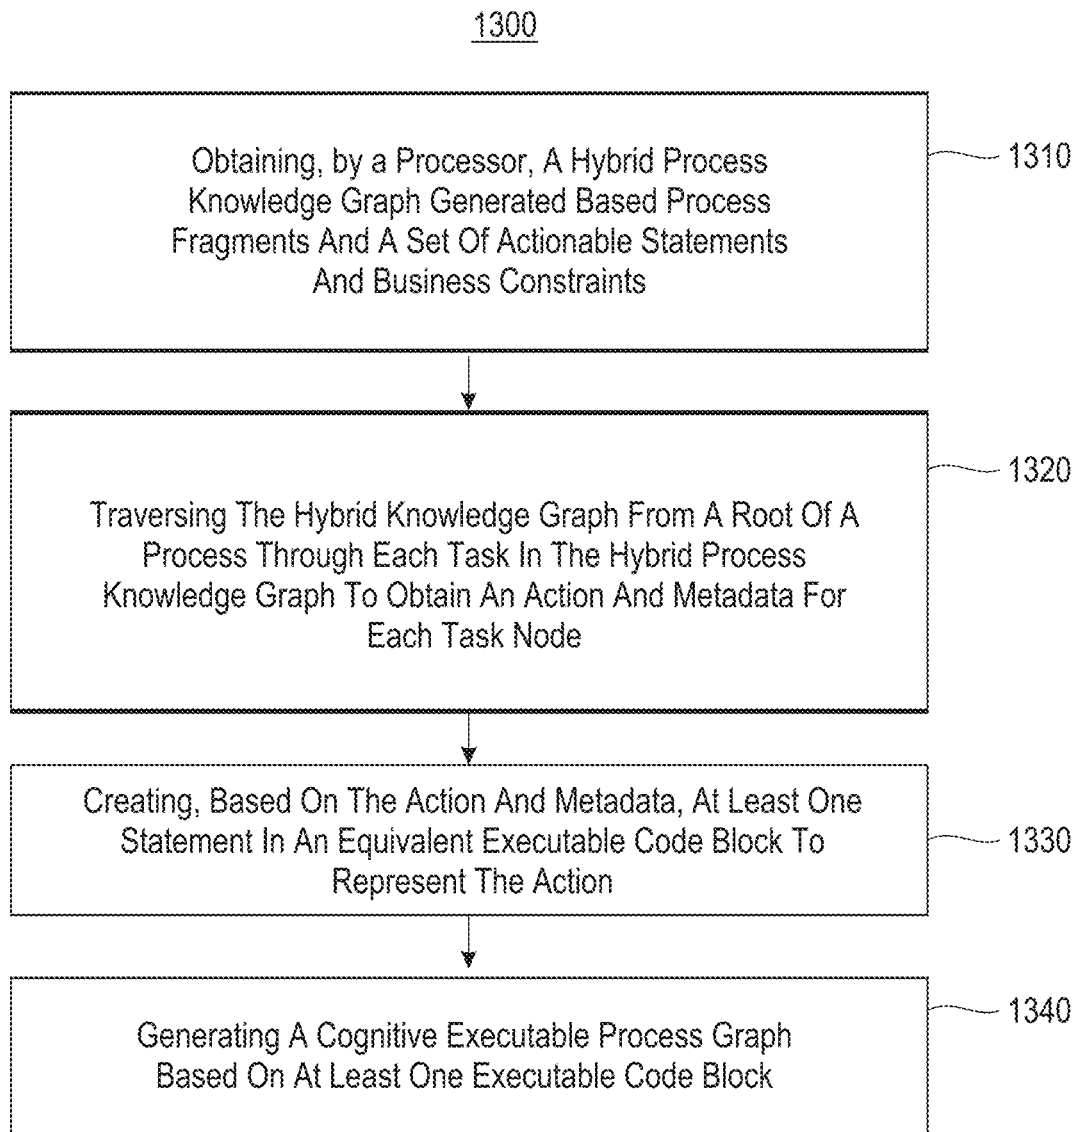 1300
Obtaining, by a Processor, A Hybrid Process
Knowledge Graph Generated Based Process
Fragments And A Set Of Actionable Statements
And Business Constraints
1310
Traversing The Hybrid Knowledge Graph From A Root Of A
Process Through Each Task In The Hybrid Process
Knowledge Graph To Obtain An Action And Metadata For
Each Task Node
1320
Creating, Based On The Action And Metadata, At Least One
Statement In An Equivalent Executable Code Block To
Represent The Action
1330
Generating A Cognitive Executable Process Graph
Based On At Least One Executable Code Block
1340